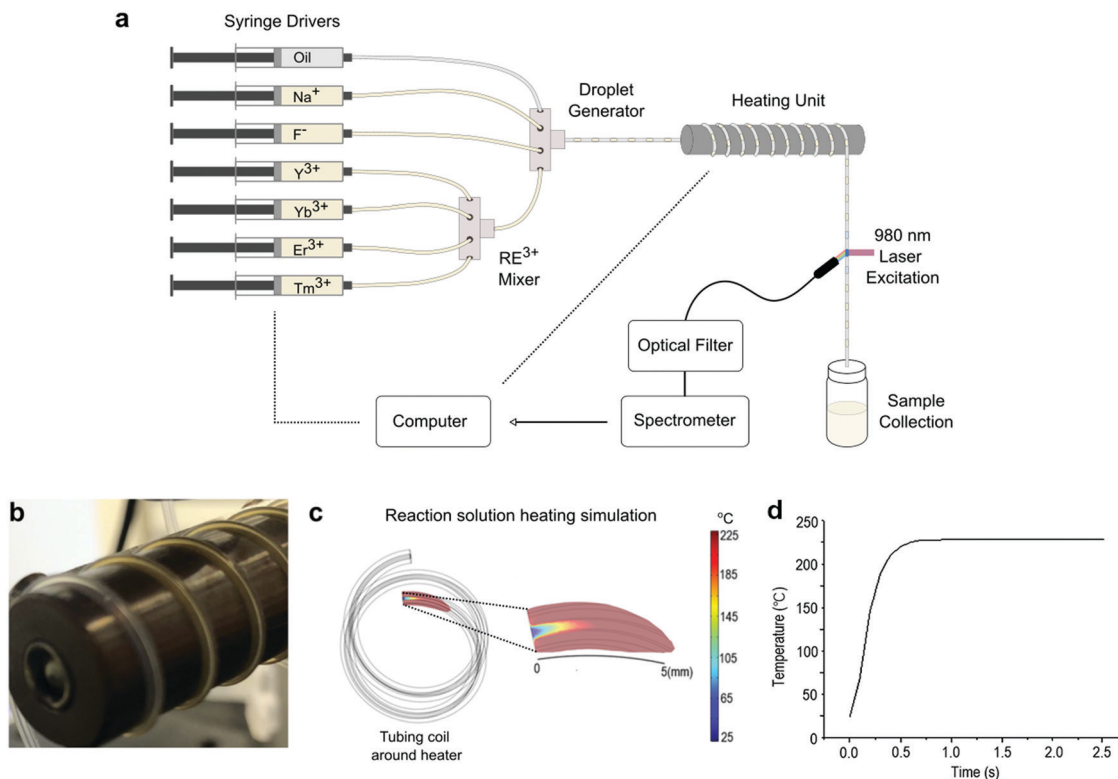 a
Syringe Drivers
Oil
Na+
F-
Y3+
Yb3+
Er3+
Tm3+
RE3+
Mixer
Droplet
Generator
Heating Unit
980 nm
Laser
Excitation
Optical Filter
Spectrometer
Computer
Sample
Collection
b
c
Reaction solution heating simulation
ºC
225
185
145
105
65
25
0
5(mm)
Tubing coil
around heater
d
Temperature (°C)
250
200
150
100
50
0
0.0 0.5 1.0 1.5 2.0 2.5
Time (s)